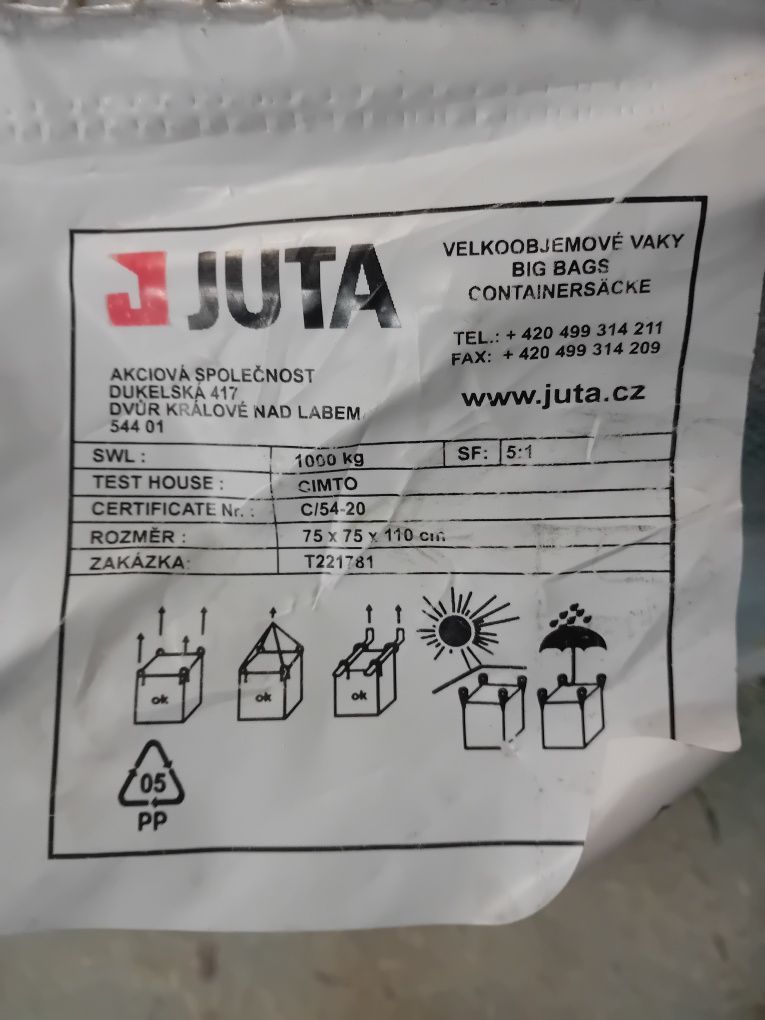 JUTA
VELKOOBJEMOVÉ VAKY
BIG BAGS
CONTAINERSÄCKE
TEL.: + 420 499 314 211
FAX: + 420 499 314 209
www.juta.cz
AKCIOVÁ SPOLEČNOST
DUKELSKÁ 417
DVŮR KRÁLOVÉ NAD LABEM
544 01
SWL : 1000 kg SF: 5:1
TEST HOUSE : CIMTO
CERTIFICATE Nr. : C/54-20
ROZMĚR : 75 x 75 x 110 cm
ZAKÁZKA: T221781
ok ok ok
05
PP